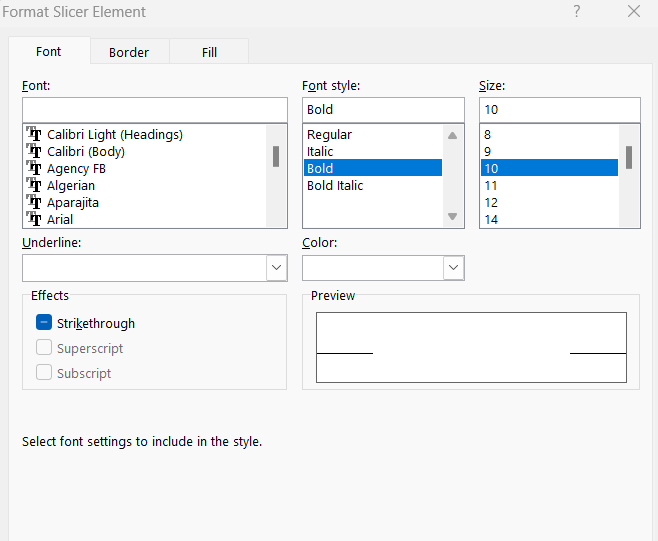 Format Slicer Element
?
Font Border Fill
Font: Font style: Size:
Bold 10
Calibri Light (Headings) Regular 8
Calibri (Body) Italic 9
Agency FB Bold 10
Algerian Bold Italic 11
Aparajita 12
Arial 14
Underline: Color:
Effects Preview
Strikethrough
Superscript
Subscript
Select font settings to include in the style.